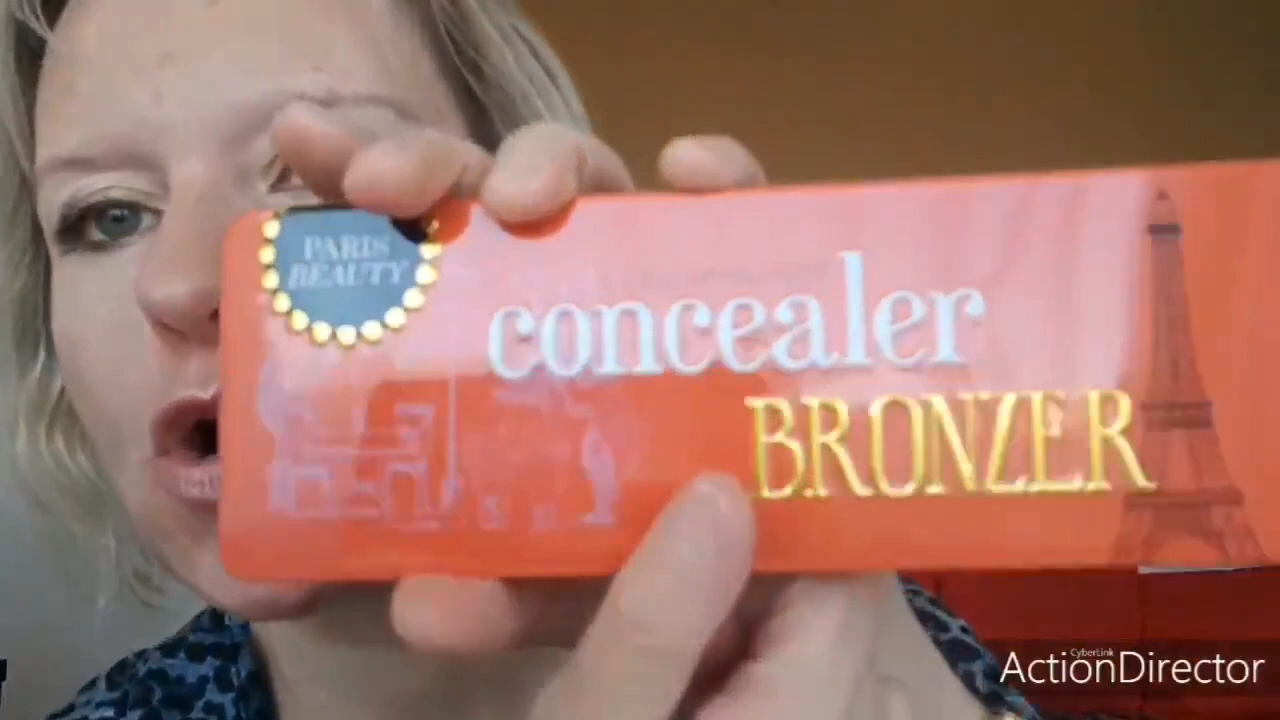 PARIS
BEAUTY
concealer
BRONZER
CyberLink
ActionDirector